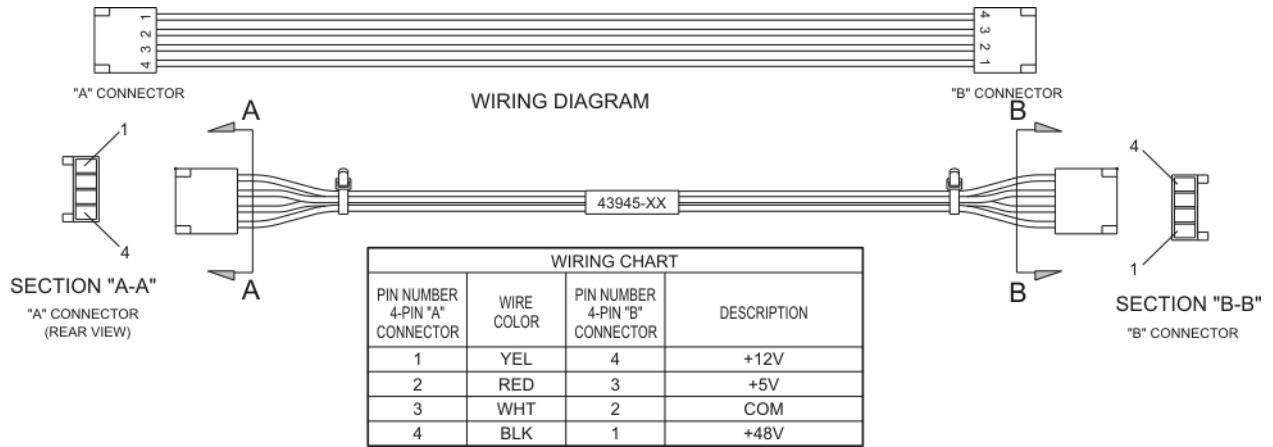 1
2
3
4
4
3
2
1
"A" CONNECTOR
WIRING DIAGRAM
"B" CONNECTOR
A
B
1
4
4
1
43945-XX
A
B
SECTION "A-A"
"A" CONNECTOR
(REAR VIEW)
SECTION "B-B"
"B" CONNECTOR
WIRING CHART
PIN NUMBER 4-PIN "A" CONNECTOR WIRE COLOR PIN NUMBER 4-PIN "B" CONNECTOR DESCRIPTION
1 YEL 4 +12V
2 RED 3 +5V
3 WHT 2 COM
4 BLK 1 +48V